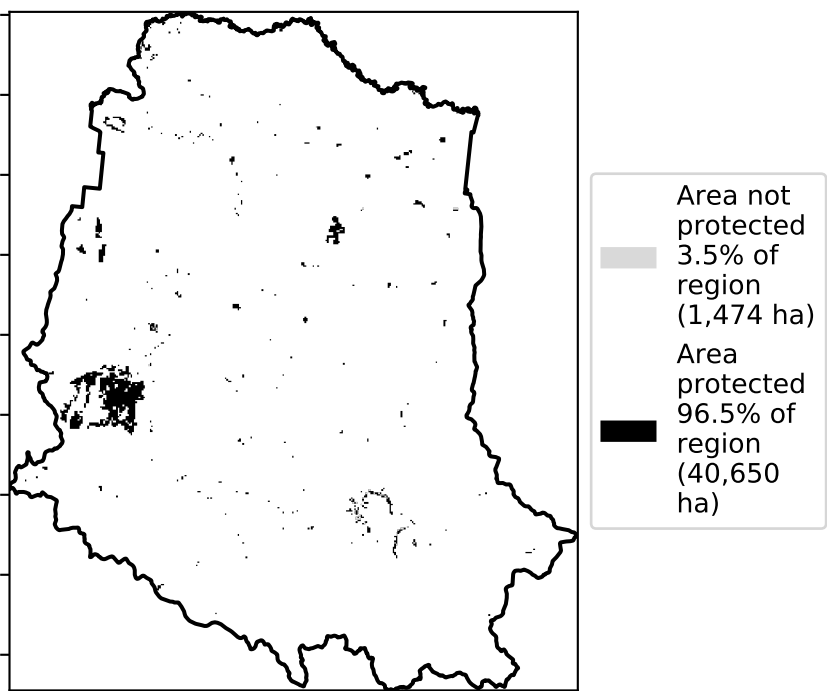 Area not
protected
3.5% of
region
(1,474 ha)
Area
protected
96.5% of
region
(40,650
ha)